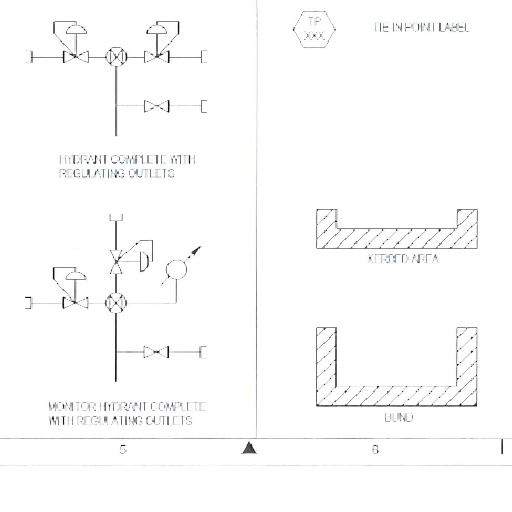 HYDRANT COMPLETE WITH
REGULATING OUTLETS
MONITOR HYDRANT COMPLETE
WITH REGULATING OUTLETS
5
TP
XXX
TIE IN POINT LABEL
KERBED AREA
BUND
6